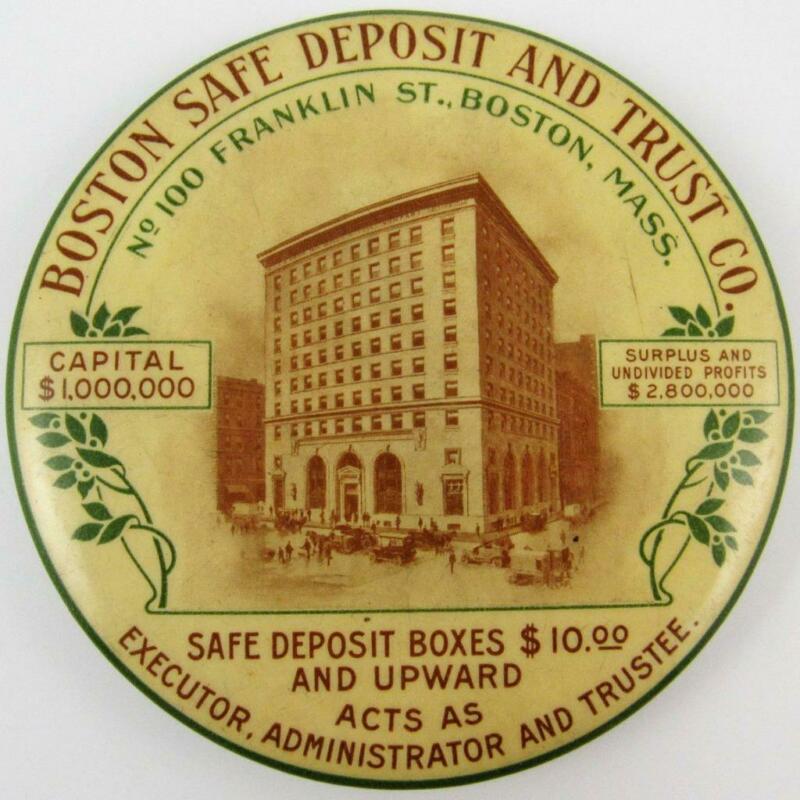 BOSTON SAFE DEPOSIT AND TRUST CO.
Nº 100 FRANKLIN ST., BOSTON, MASS.
CAPITAL
$1,000,000
SURPLUS AND
UNDIVIDED PROFITS
$2,800,000
SAFE DEPOSIT BOXES $10.00
AND UPWARD
ACTS AS
EXECUTOR, ADMINISTRATOR AND TRUSTEE.